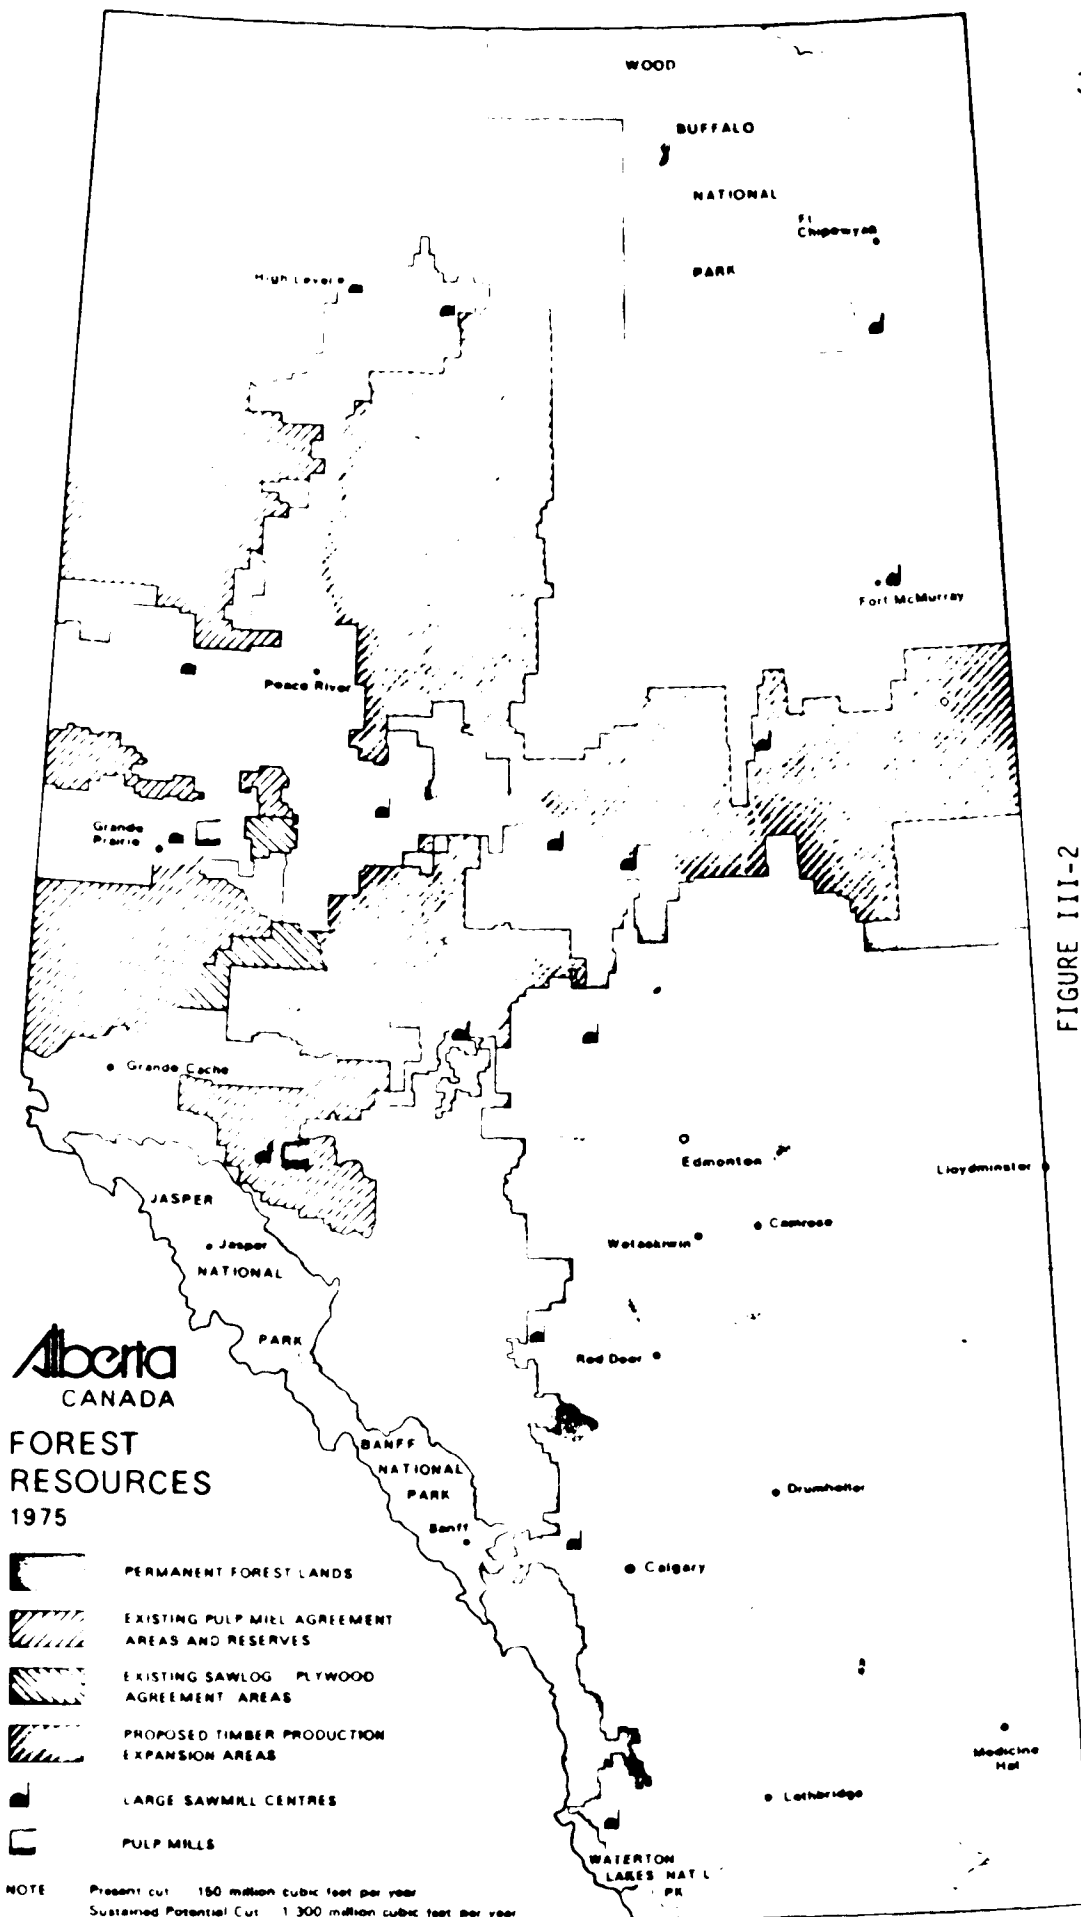 WOOD
BUFFALO
NATIONAL
PARK
Ft
Chipewyan
High Level
Fort McMurray
Peace River
Grande
Prairie
Grande Cache
Edmonton
Lloydminster
Camrose
Wetaskiwin
JASPER
Jasper
NATIONAL
PARK
Red Deer
BANFF
NATIONAL
PARK
Banff
Drumheller
Calgary
Medicine
Hat
Lethbridge
WATERTON
LAKES NAT'L
PK
Alberta
CANADA
FOREST
RESOURCES
1975
PERMANENT FOREST LANDS
EXISTING PULP MILL AGREEMENT
AREAS AND RESERVES
EXISTING SAWLOG PLYWOOD
AGREEMENT AREAS
PROPOSED TIMBER PRODUCTION
EXPANSION AREAS
LARGE SAWMILL CENTRES
PULP MILLS
NOTE Present cut 150 million cubic feet per year
Sustained Potential Cut 1 300 million cubic feet per year
FIGURE III-2